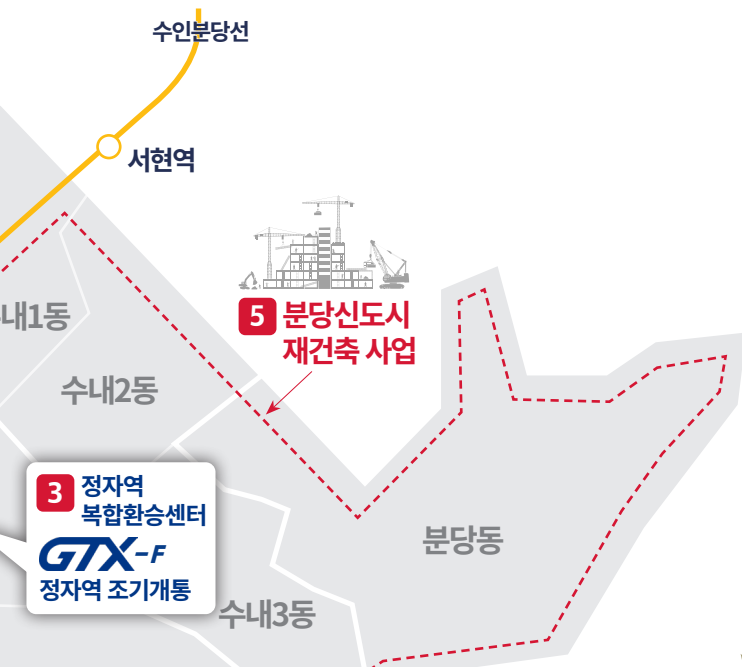 수인분당선
서현역
5 분당신도시
재건축 사업
내1동
수내2동
3 정자역
복합환승센터
GTX-F
정자역 조기개통
분당동
수내3동